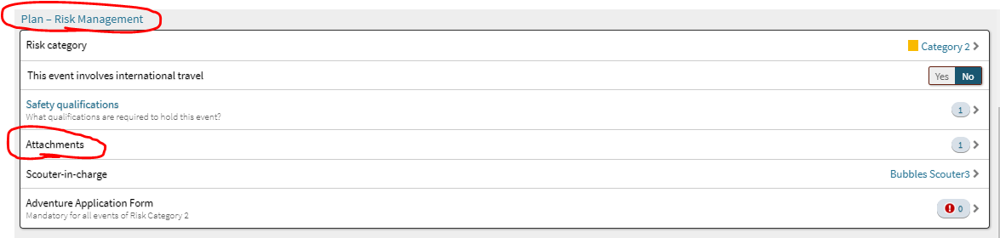 Plan – Risk Management
Risk category Category 2
This event involves international travel Yes No
Safety qualifications 1
What qualifications are required to hold this event?
Attachments 1
Scouter-in-charge Bubbles Scouter3
Adventure Application Form 0
Mandatory for all events of Risk Category 2